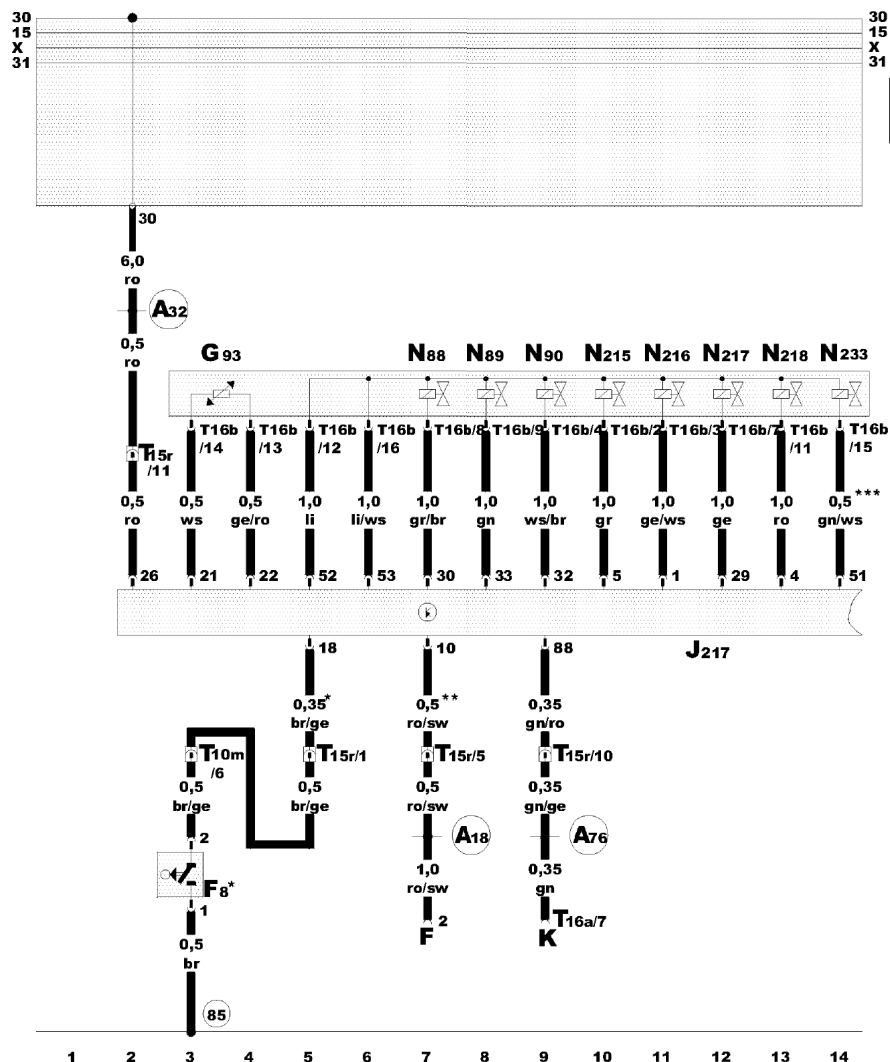 30 30
15 15
X X
31 31
30
6,0
ro
A32
0,5
ro
G93 N88 N89 N90 N215 N216 N217 N218 N233
T16b/14 T16b/13 T16b/12 T16b/16 T16b/8 T16b/9 T16b/4 T16b/2 T16b/3 T16b/7 T16b/11 T16b/15
T15r/11
0,5 0,5 0,5 1,0 1,0 1,0 1,0 1,0 1,0 1,0 1,0 1,0 0,5***
ro ws ge/ro li li/ws gr/br gn ws/br gr ge/ws ge ro gn/ws
26 21 22 52 53 30 33 32 5 1 29 4 51
J217
18 10 88
0,35* 0,5** 0,35
br/ge ro/sw gn/ro
T10m/6 T15r/1 T15r/5 T15r/10
0,5 0,5 0,5 0,35
br/ge br/ge ro/sw gn/ge
2 A18 A76
1,0 0,35
ro/sw gn
F8*
1 2 T16a/7
F K
0,5
br
85
1 2 3 4 5 6 7 8 9 10 11 12 13 14